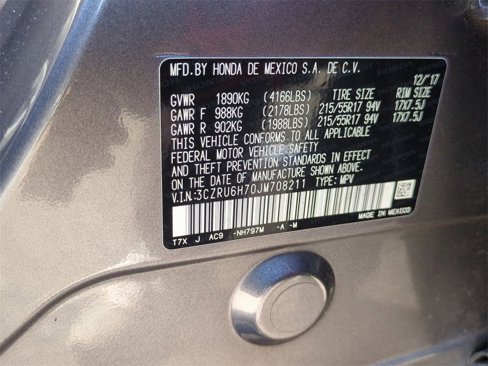 MFD.BY HONDA DE MEXICO S.A. DE C.V.
12/'17
GVWR 1890KG (4166LBS) TIRE SIZE RIM SIZE
GAWR F 988KG (2178LBS) 215/55R17 94V 17X7.5J
GAWR R 902KG (1988LBS) 215/55R17 94V 17X7.5J
THIS VEHICLE CONFORMS TO ALL APPLICABLE
FEDERAL MOTOR VEHICLE SAFETY
AND THEFT PREVENTION STANDARDS IN EFFECT
ON THE DATE OF MANUFACTURE SHOWN ABOVE.
V.I.N.:3CZRU6H70JM708211 TYPE: MPV
MADE IN MEXICO
T7X J AC9 -NH797M -A -M